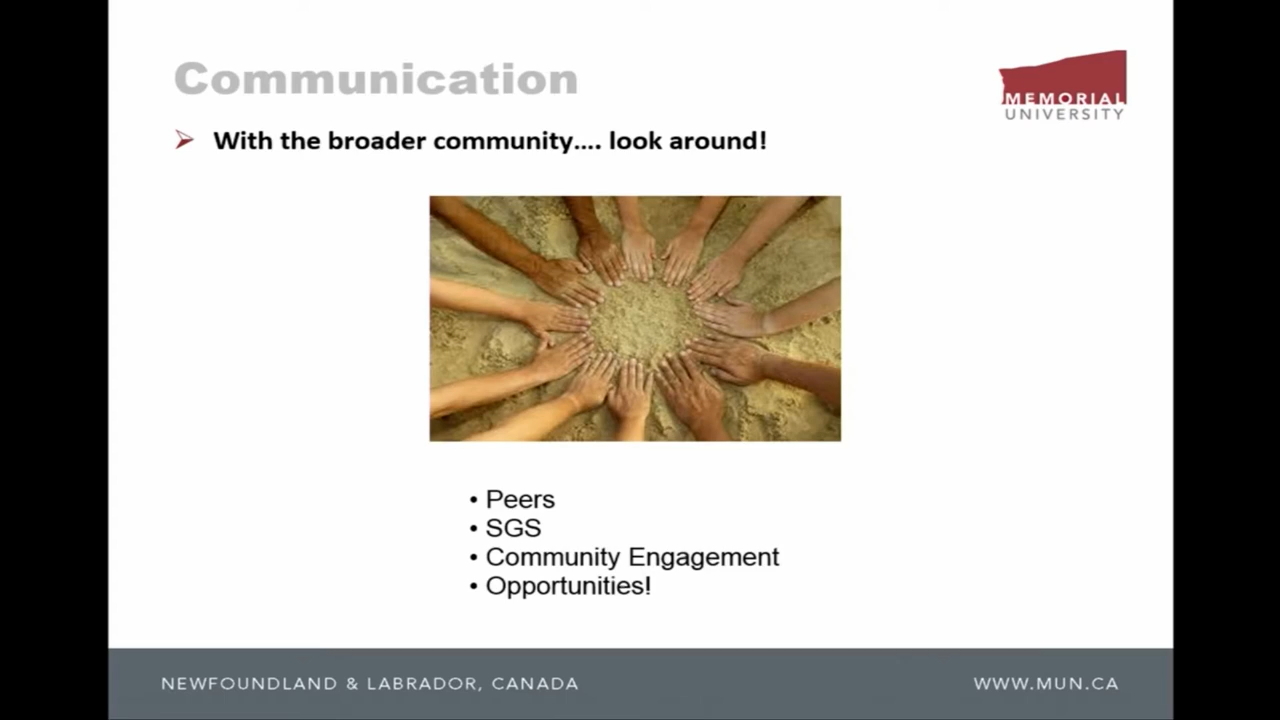 Communication
MEMORIAL
UNIVERSITY
➢ With the broader community.... look around!
• Peers
• SGS
• Community Engagement
• Opportunities!
NEWFOUNDLAND & LABRADOR, CANADA
WWW.MUN.CA